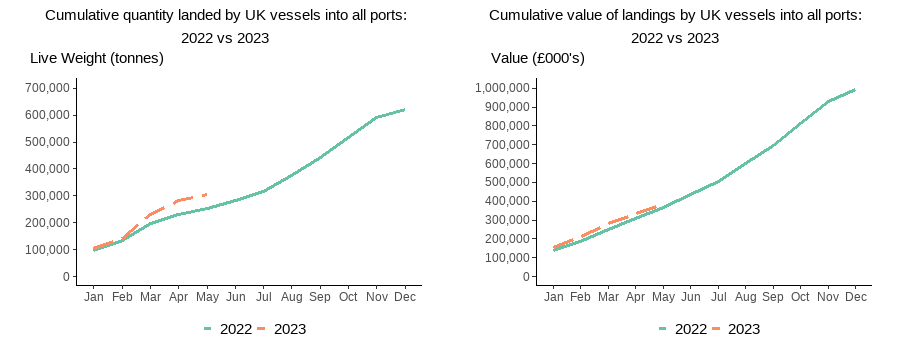 Cumulative quantity landed by UK vessels into all ports:
2022 vs 2023
Live Weight (tonnes)
700,000
600,000
500,000
400,000
300,000
200,000
100,000
0
Jan Feb Mar Apr May Jun Jul Aug Sep Oct Nov Dec
2022 2023
Cumulative value of landings by UK vessels into all ports:
2022 vs 2023
Value (£000's)
1,000,000
900,000
800,000
700,000
600,000
500,000
400,000
300,000
200,000
100,000
0
Jan Feb Mar Apr May Jun Jul Aug Sep Oct Nov Dec
2022 2023